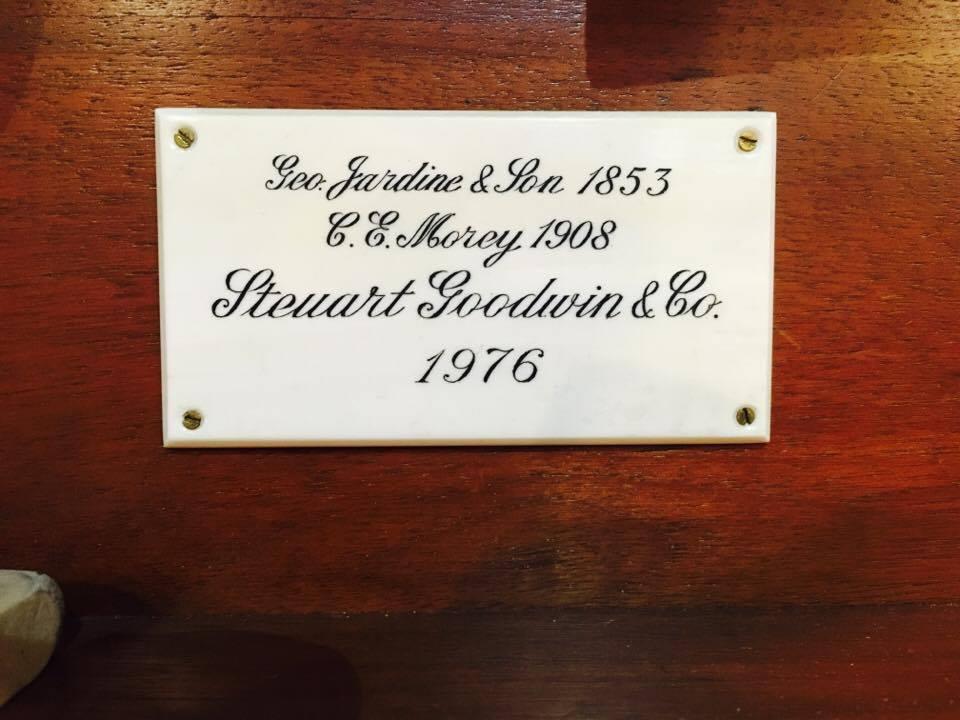 Geo. Jardine & Son 1853
C. E. Morey 1908
Steuart Goodwin & Co.
1976